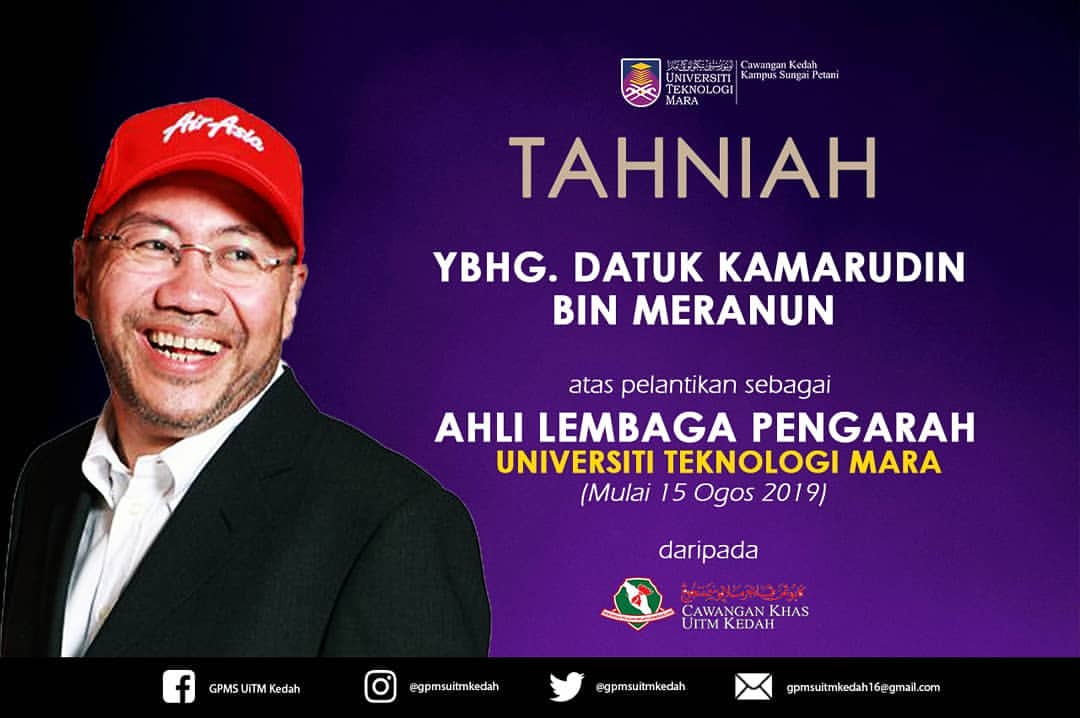 Air Asia
UNIVERSITI
TEKNOLOGI
MARA
Cawangan Kedah
Kampus Sungai Petani
TAHNIAH
YBHG. DATUK KAMARUDIN
BIN MERANUN
atas pelantikan sebagai
AHLI LEMBAGA PENGARAH
UNIVERSITI TEKNOLOGI MARA
(Mulai 15 Ogos 2019)
daripada
CAWANGAN KHAS
UITM KEDAH
GPMS UiTM Kedah
@gpmsuitmkedah
@gpmsuitmkedah
gpmsuitmkedah16@gmail.com